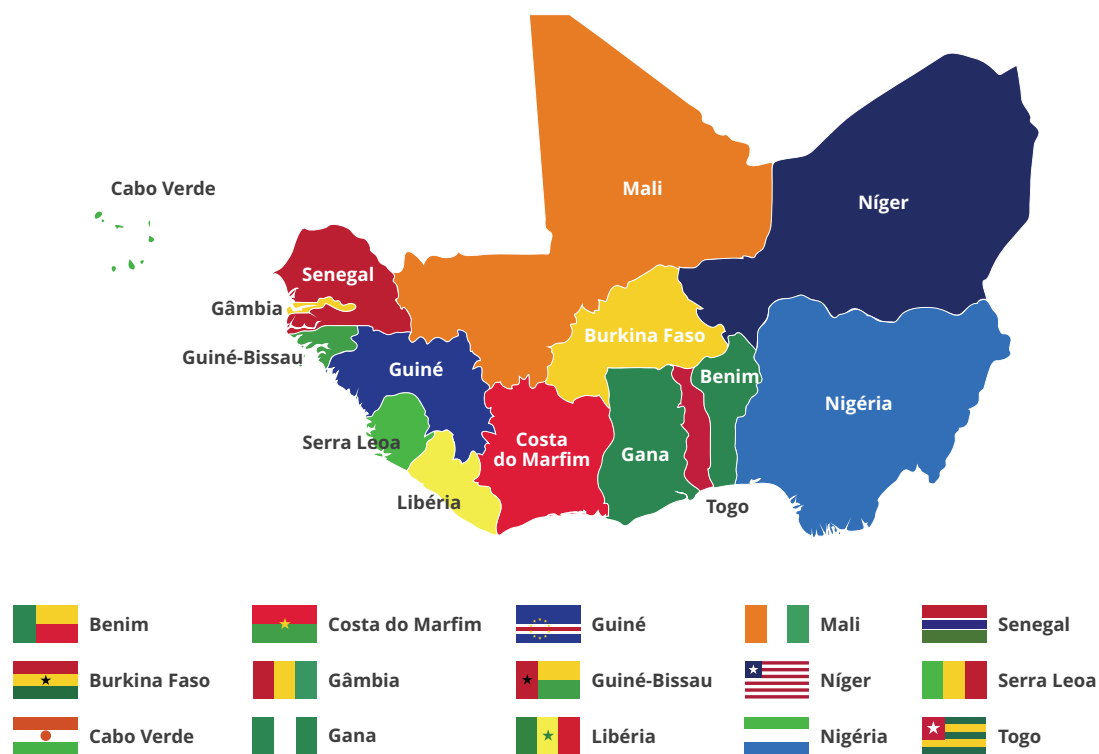 Cabo Verde
Mali
Níger
Senegal
Gâmbia
Burkina Faso
Guiné-Bissau
Guiné
Benim
Nigéria
Serra Leoa
Costa
do Marfim
Gana
Libéria
Togo
Benim
Costa do Marfim
Guiné
Mali
Senegal
Burkina Faso
Gâmbia
Guiné-Bissau
Níger
Serra Leoa
Cabo Verde
Gana
Libéria
Nigéria
Togo